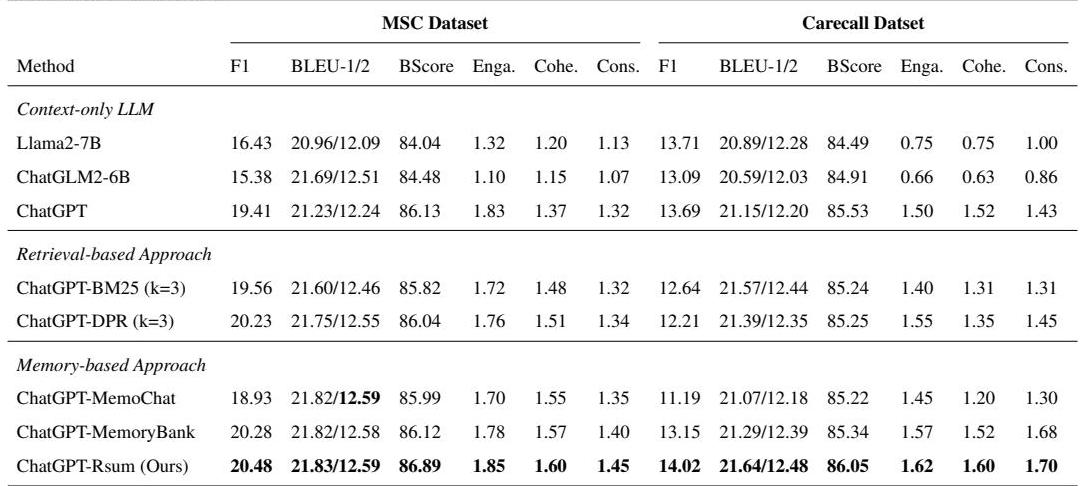 MSC Dataset Carecall Datset
Method F1 BLEU-1/2 BScore Enga. Cohe. Cons. F1 BLEU-1/2 BScore Enga. Cohe. Cons.
Context-only LLM
Llama2-7B 16.43 20.96/12.09 84.04 1.32 1.20 1.13 13.71 20.89/12.28 84.49 0.75 0.75 1.00
ChatGLM2-6B 15.38 21.69/12.51 84.48 1.10 1.15 1.07 13.09 20.59/12.03 84.91 0.66 0.63 0.86
ChatGPT 19.41 21.23/12.24 86.13 1.83 1.37 1.32 13.69 21.15/12.20 85.53 1.50 1.52 1.43
Retrieval-based Approach
ChatGPT-BM25 (k=3) 19.56 21.60/12.46 85.82 1.72 1.48 1.32 12.64 21.57/12.44 85.24 1.40 1.31 1.31
ChatGPT-DPR (k=3) 20.23 21.75/12.55 86.04 1.76 1.51 1.34 12.21 21.39/12.35 85.25 1.55 1.35 1.45
Memory-based Approach
ChatGPT-MemoChat 18.93 21.82/12.59 85.99 1.70 1.55 1.35 11.19 21.07/12.18 85.22 1.45 1.20 1.30
ChatGPT-MemoryBank 20.28 21.82/12.58 86.12 1.78 1.57 1.40 13.15 21.29/12.39 85.34 1.57 1.52 1.68
ChatGPT-Rsum (Ours) 20.48 21.83/12.59 86.89 1.85 1.60 1.45 14.02 21.64/12.48 86.05 1.62 1.60 1.70